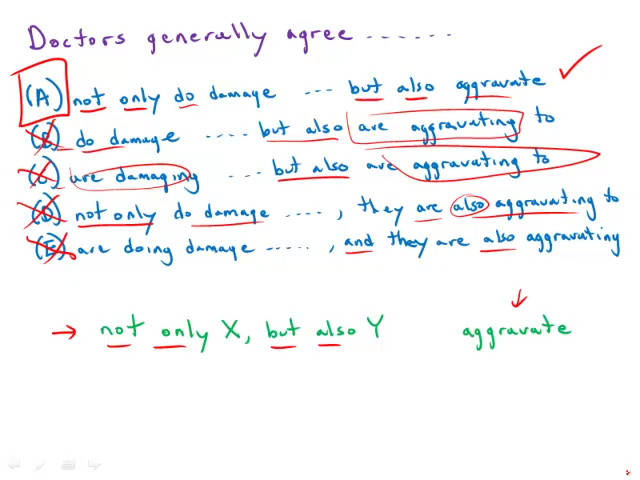 Doctors generally agree .......
(A) not only do damage ... but also aggravate
(B) do damage .... but also are aggravating to
(C) are damaging ... but also are aggravating to
(D) not only do damage ...., they are also aggravating to
(E) are doing damage ....., and they are also aggravating
→ not only X, but also Y aggravate